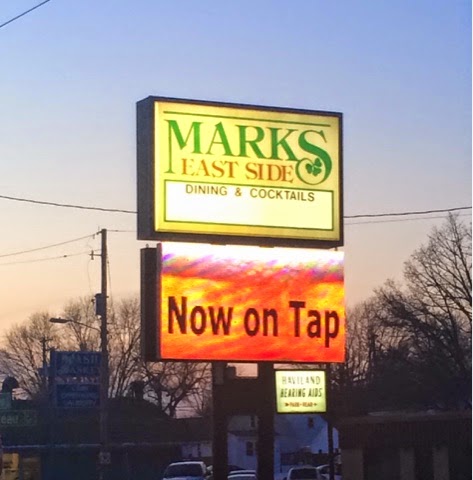 MARKS
EAST SIDE
DINING & COCKTAILS
Now on Tap
HAVILAND
HEARING AIDS